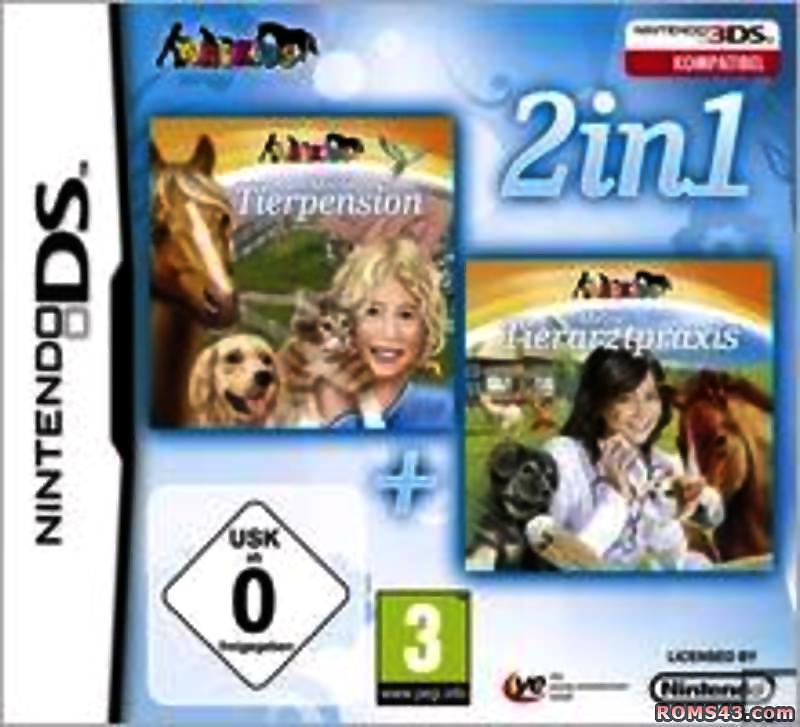 NINTENDO DS
NINTENDO 3DS
KOMPATIBEL
2in1
Tierpension
Tierarztpraxis
+
USK
ab
0
freigegeben
3
www.pegi.info
ye
LICENSED BY
Nintendo
ROMS43.com